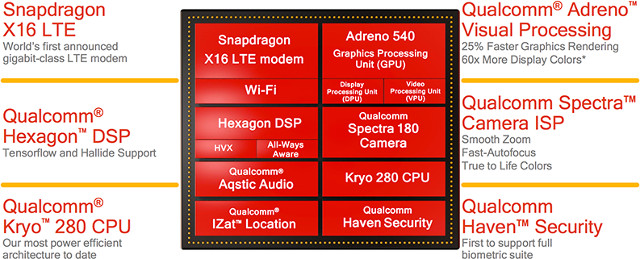 Snapdragon
X16 LTE
World's first announced
gigabit-class LTE modem
Qualcomm®
Hexagon™ DSP
Tensorflow and Hallide Support
Qualcomm®
Kryo™ 280 CPU
Our most power efficient
architecture to date
Snapdragon
X16 LTE modem
Adreno 540
Graphics Processing
Unit (GPU)
Wi-Fi
Display
Processing Unit
(DPU)
Video
Processing Unit
(VPU)
Hexagon DSP
HVX
All-Ways
Aware
Qualcomm
Spectra 180
Camera
Qualcomm®
Aqstic Audio
Kryo 280 CPU
Qualcomm®
IZat™ Location
Qualcomm
Haven Security
Qualcomm® Adreno™
Visual Processing
25% Faster Graphics Rendering
60x More Display Colors*
Qualcomm Spectra™
Camera ISP
Smooth Zoom
Fast-Autofocus
True to Life Colors
Qualcomm
Haven™ Security
First to support full
biometric suite